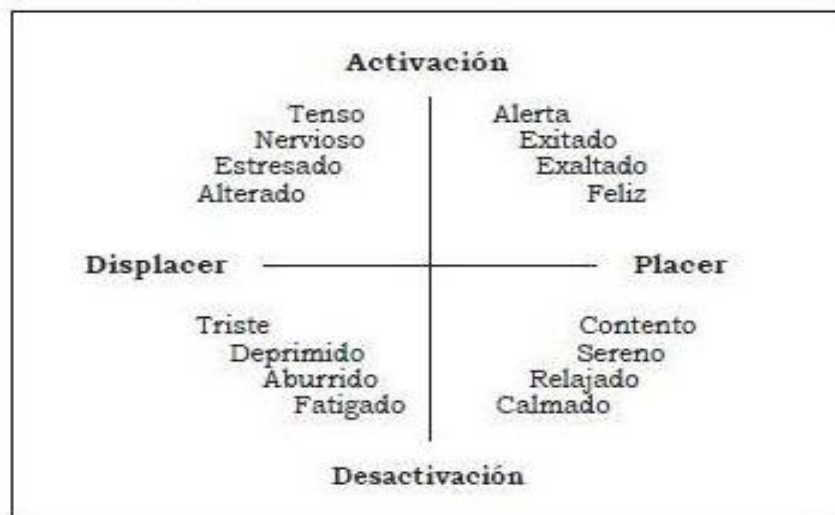 Activación
Tenso Alerta
Nervioso Exitado
Estresado Exaltado
Alterado Feliz
Displacer Placer
Triste Contento
Deprimido Sereno
Aburrido Relajado
Fatigado Calmado
Desactivación